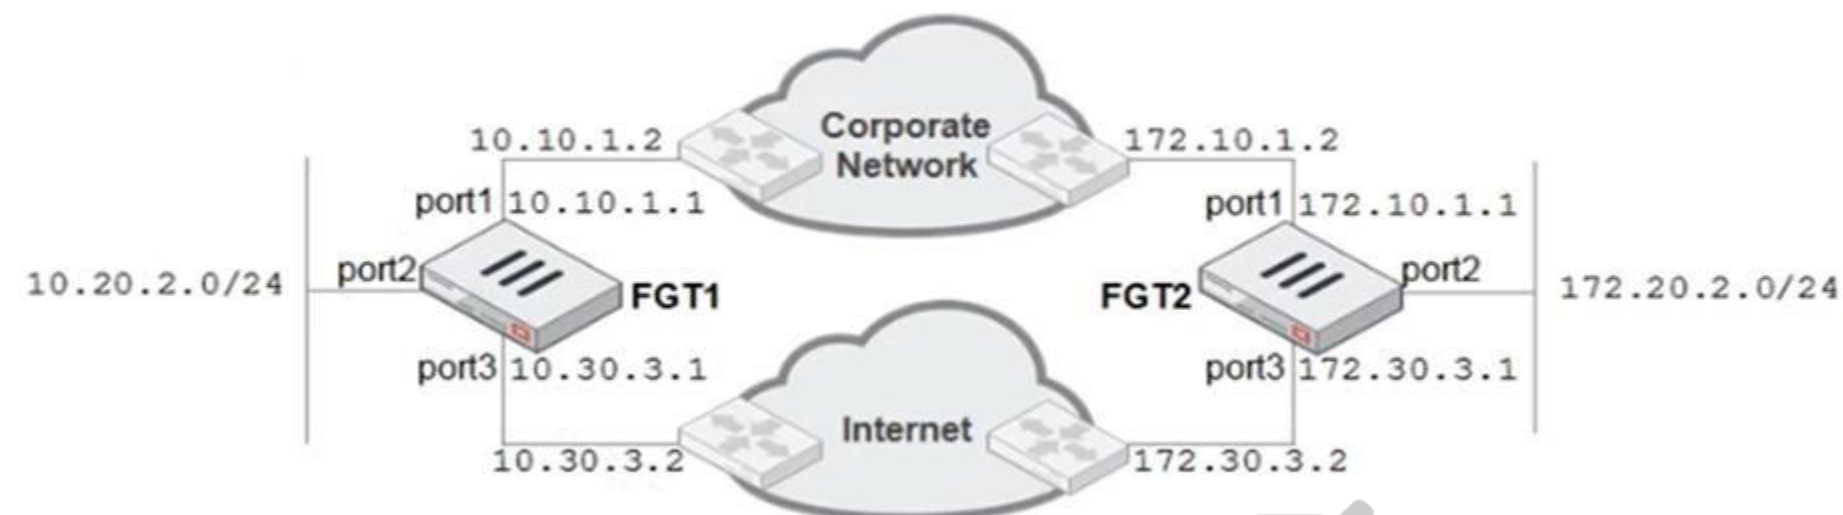 Corporate
Network
10.10.1.2
172.10.1.2
port1
10.10.1.1
port1
172.10.1.1
10.20.2.0/24
port2
FGT1
FGT2
port2
172.20.2.0/24
port3
10.30.3.1
port3
172.30.3.1
Internet
10.30.3.2
172.30.3.2